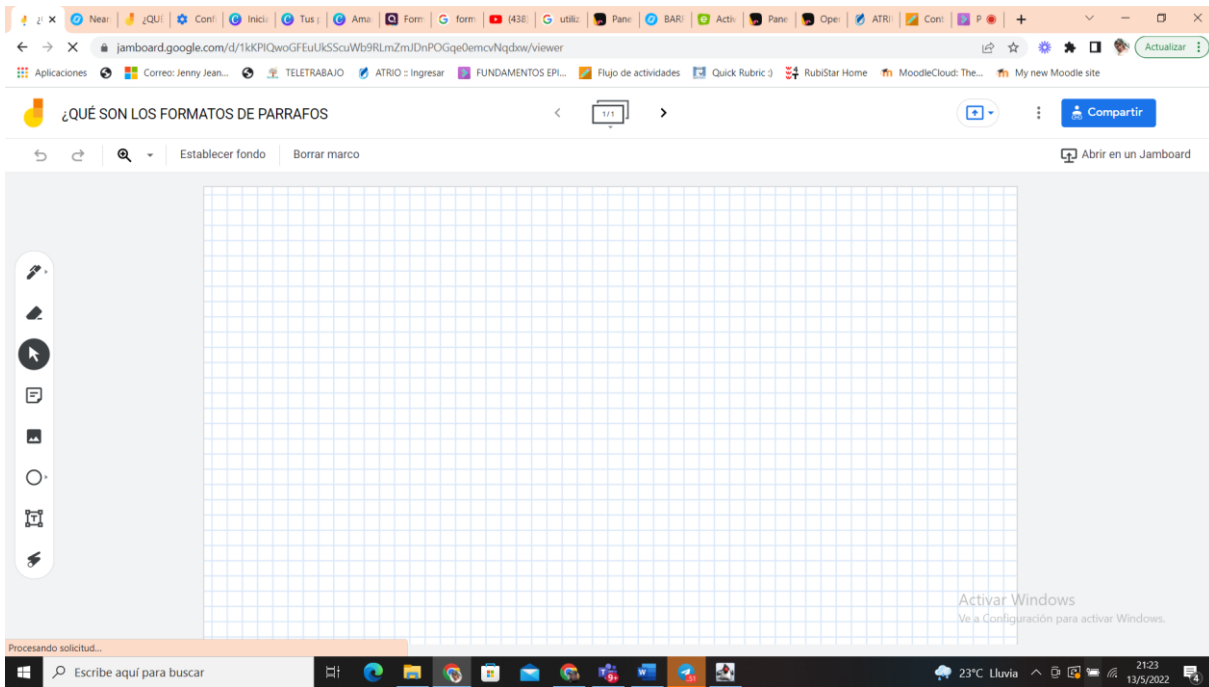 Near ¿QUÉ Conf Inicia Tus Ama Form form (438) utiliz Pane BARI Activ Pane Oper ATRI Cont P
jamboard.google.com/d/1kKPIQwoGFEuUkSScuWb9RLmZmJDnPOGqe0emcvNqdxw/viewer Actualizar
Aplicaciones Correo: Jenny Jean... TELETRABAJO ATRIO :: Ingresar FUNDAMENTOS EPI... Flujo de actividades Quick Rubric :) RubiStar Home MoodleCloud: The... My new Moodle site
¿QUÉ SON LOS FORMATOS DE PARRAFOS 1/1 Compartir
Establecer fondo Borrar marco Abrir en un Jamboard
Activar Windows
Ve a Configuración para activar Windows.
Procesando solicitud...
Escribe aquí para buscar 23°C Lluvia 21:23
13/5/2022